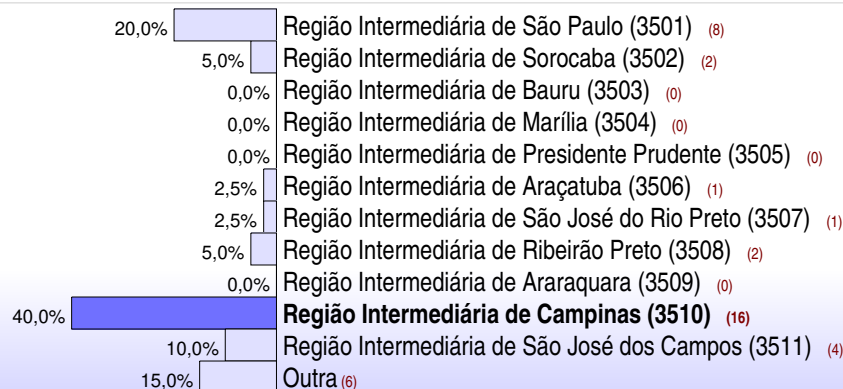 20,0% Região Intermediária de São Paulo (3501) (8)
5,0% Região Intermediária de Sorocaba (3502) (2)
0,0% Região Intermediária de Bauru (3503) (0)
0,0% Região Intermediária de Marília (3504) (0)
0,0% Região Intermediária de Presidente Prudente (3505) (0)
2,5% Região Intermediária de Araçatuba (3506) (1)
2,5% Região Intermediária de São José do Rio Preto (3507) (1)
5,0% Região Intermediária de Ribeirão Preto (3508) (2)
0,0% Região Intermediária de Araraquara (3509) (0)
40,0% Região Intermediária de Campinas (3510) (16)
10,0% Região Intermediária de São José dos Campos (3511) (4)
15,0% Outra (6)